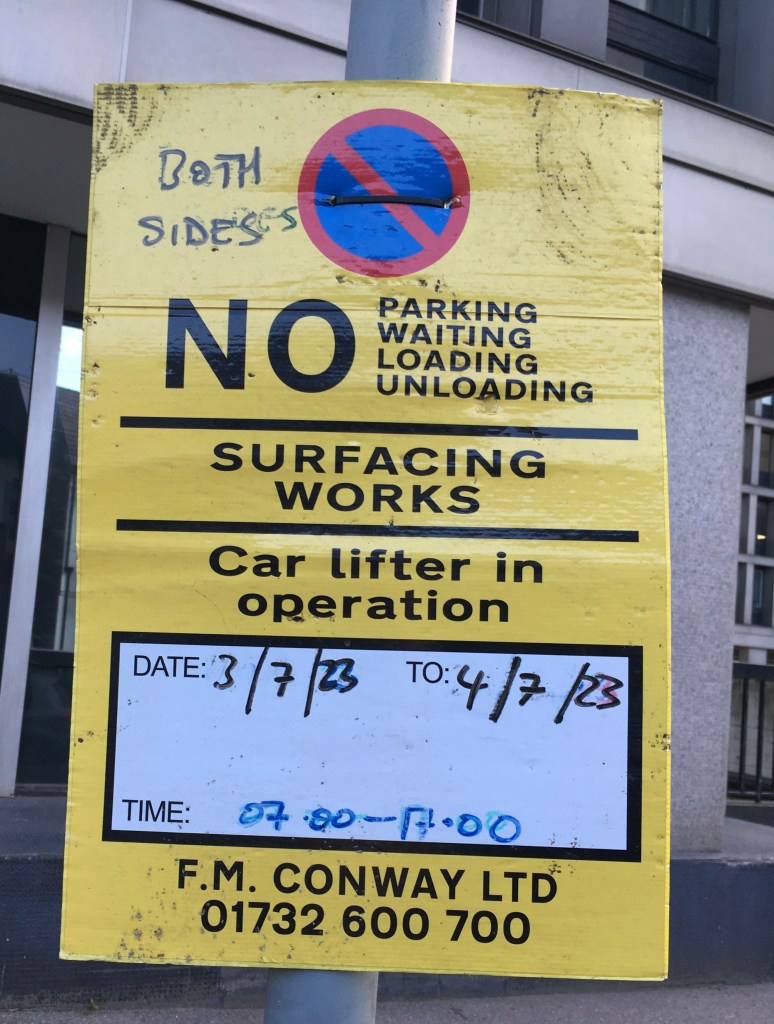 BOTH
SIDES
NO
PARKING
WAITING
LOADING
UNLOADING
SURFACING
WORKS
Car lifter in
operation
DATE: 3/7/23 TO: 4/7/23
TIME: 07.00-17.00
F.M. CONWAY LTD
01732 600 700